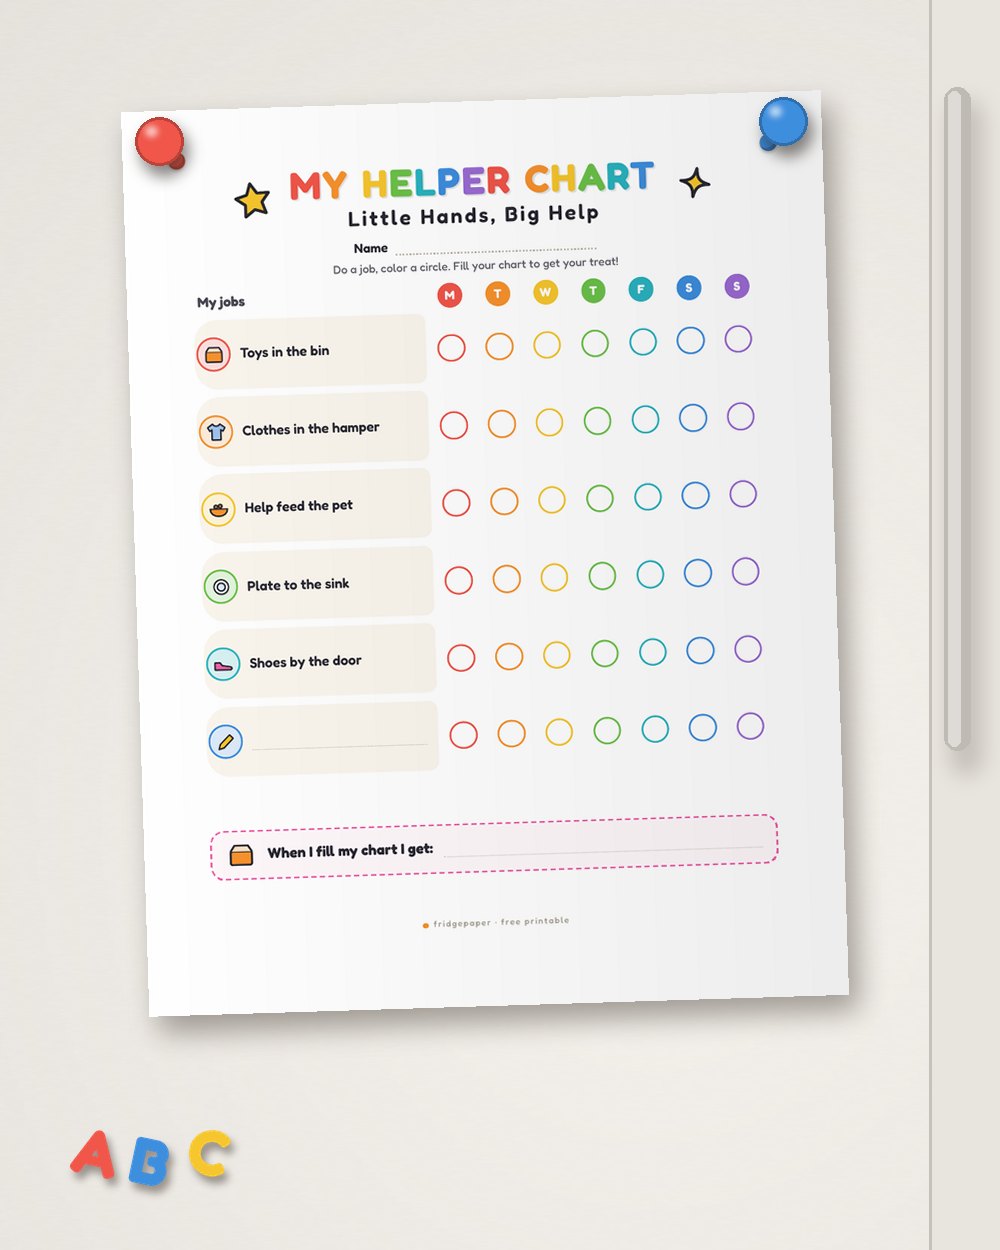 MY HELPER CHART
Little Hands, Big Help
Name
Do a job, color a circle. Fill your chart to get your treat!
My jobs M T W T F S S
Toys in the bin
Clothes in the hamper
Help feed the pet
Plate to the sink
Shoes by the door
When I fill my chart I get:
fridgepaper · free printable
A B C